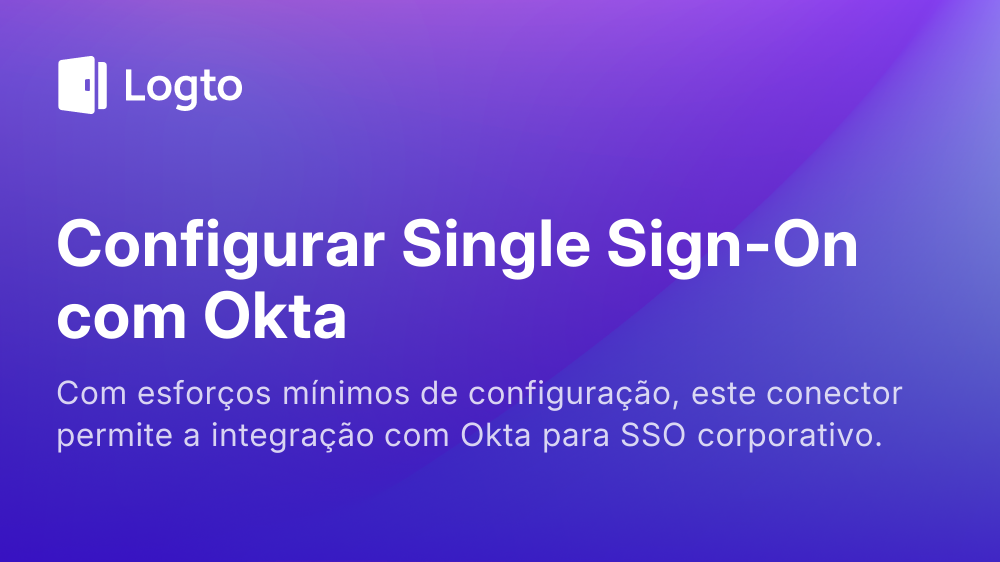 Logto
Configurar Single Sign-On
com Okta
Com esforços mínimos de configuração, este conector
permite a integração com Okta para SSO corporativo.